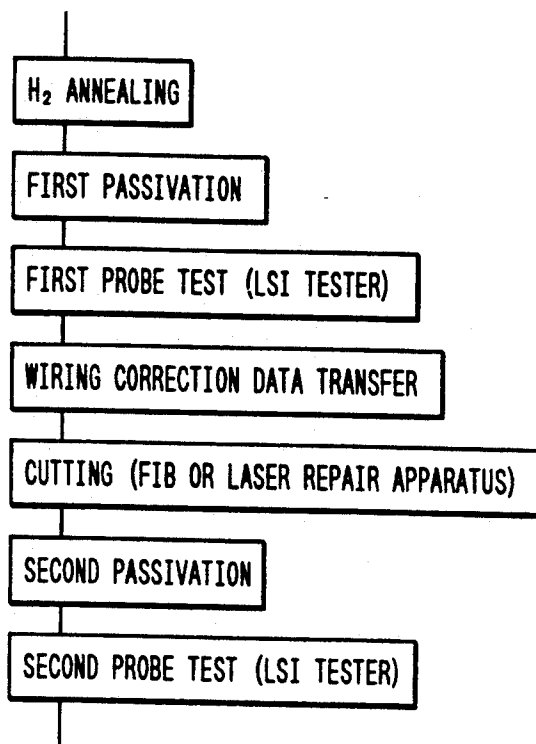 H₂ ANNEALING
FIRST PASSIVATION
FIRST PROBE TEST (LSI TESTER)
WIRING CORRECTION DATA TRANSFER
CUTTING (FIB OR LASER REPAIR APPARATUS)
SECOND PASSIVATION
SECOND PROBE TEST (LSI TESTER)